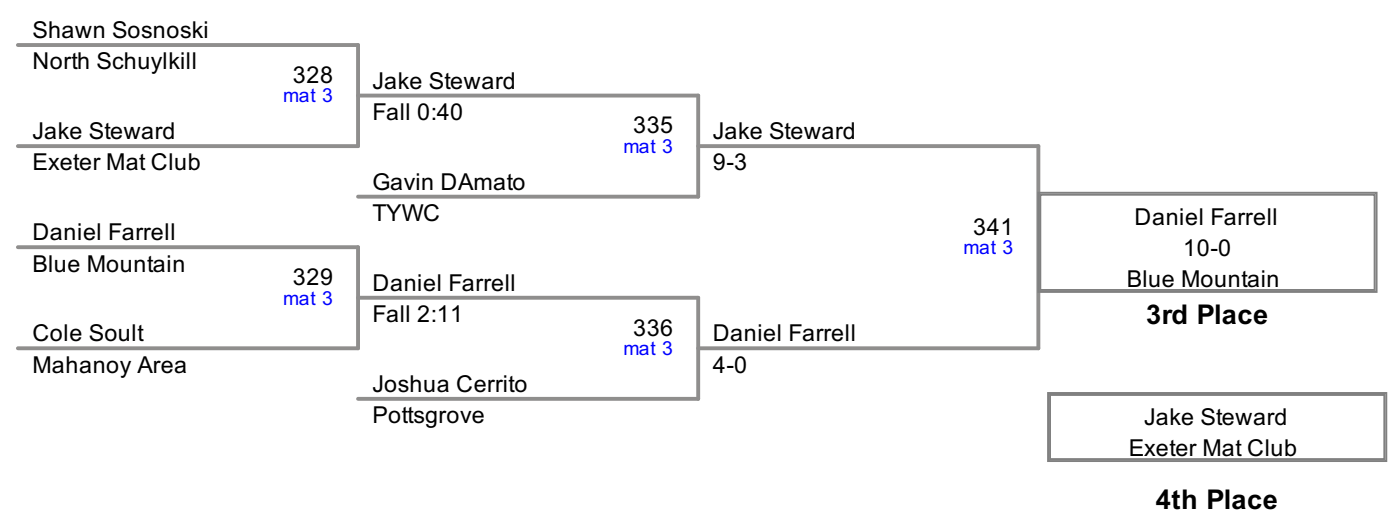 Shawn Sosnoski
North Schuylkill
328
mat 3
Jake Steward
Exeter Mat Club
Jake Steward
Fall 0:40
335
mat 3
Gavin DAmato
TYWC
Jake Steward
9-3
Daniel Farrell
Blue Mountain
329
mat 3
Cole Soult
Mahanoy Area
Daniel Farrell
Fall 2:11
336
mat 3
Joshua Cerrito
Pottsgrove
Daniel Farrell
4-0
341
mat 3
Daniel Farrell
10-0
Blue Mountain
3rd Place
Jake Steward
Exeter Mat Club
4th Place